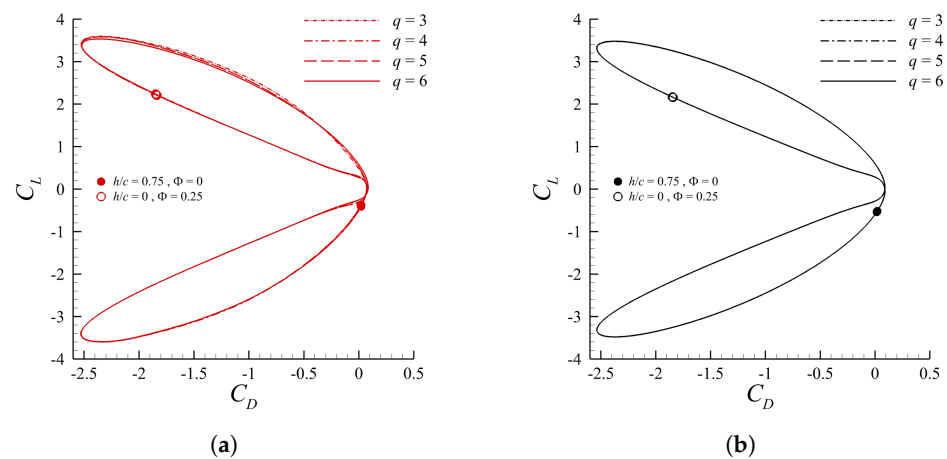 4
3
2
1
0
-1
-2
-3
-4
C_L
-2.5 -2 -1.5 -1 -0.5 0 0.5
C_D
q = 3
q = 4
q = 5
q = 6
h/c = 0.75 , Φ = 0
h/c = 0, Φ = 0.25
(a)
4
3
2
1
0
-1
-2
-3
-4
C_L
-2.5 -2 -1.5 -1 -0.5 0 0.5
C_D
q = 3
q = 4
q = 5
q = 6
h/c = 0.75 , Φ = 0
h/c = 0, Φ = 0.25
(b)